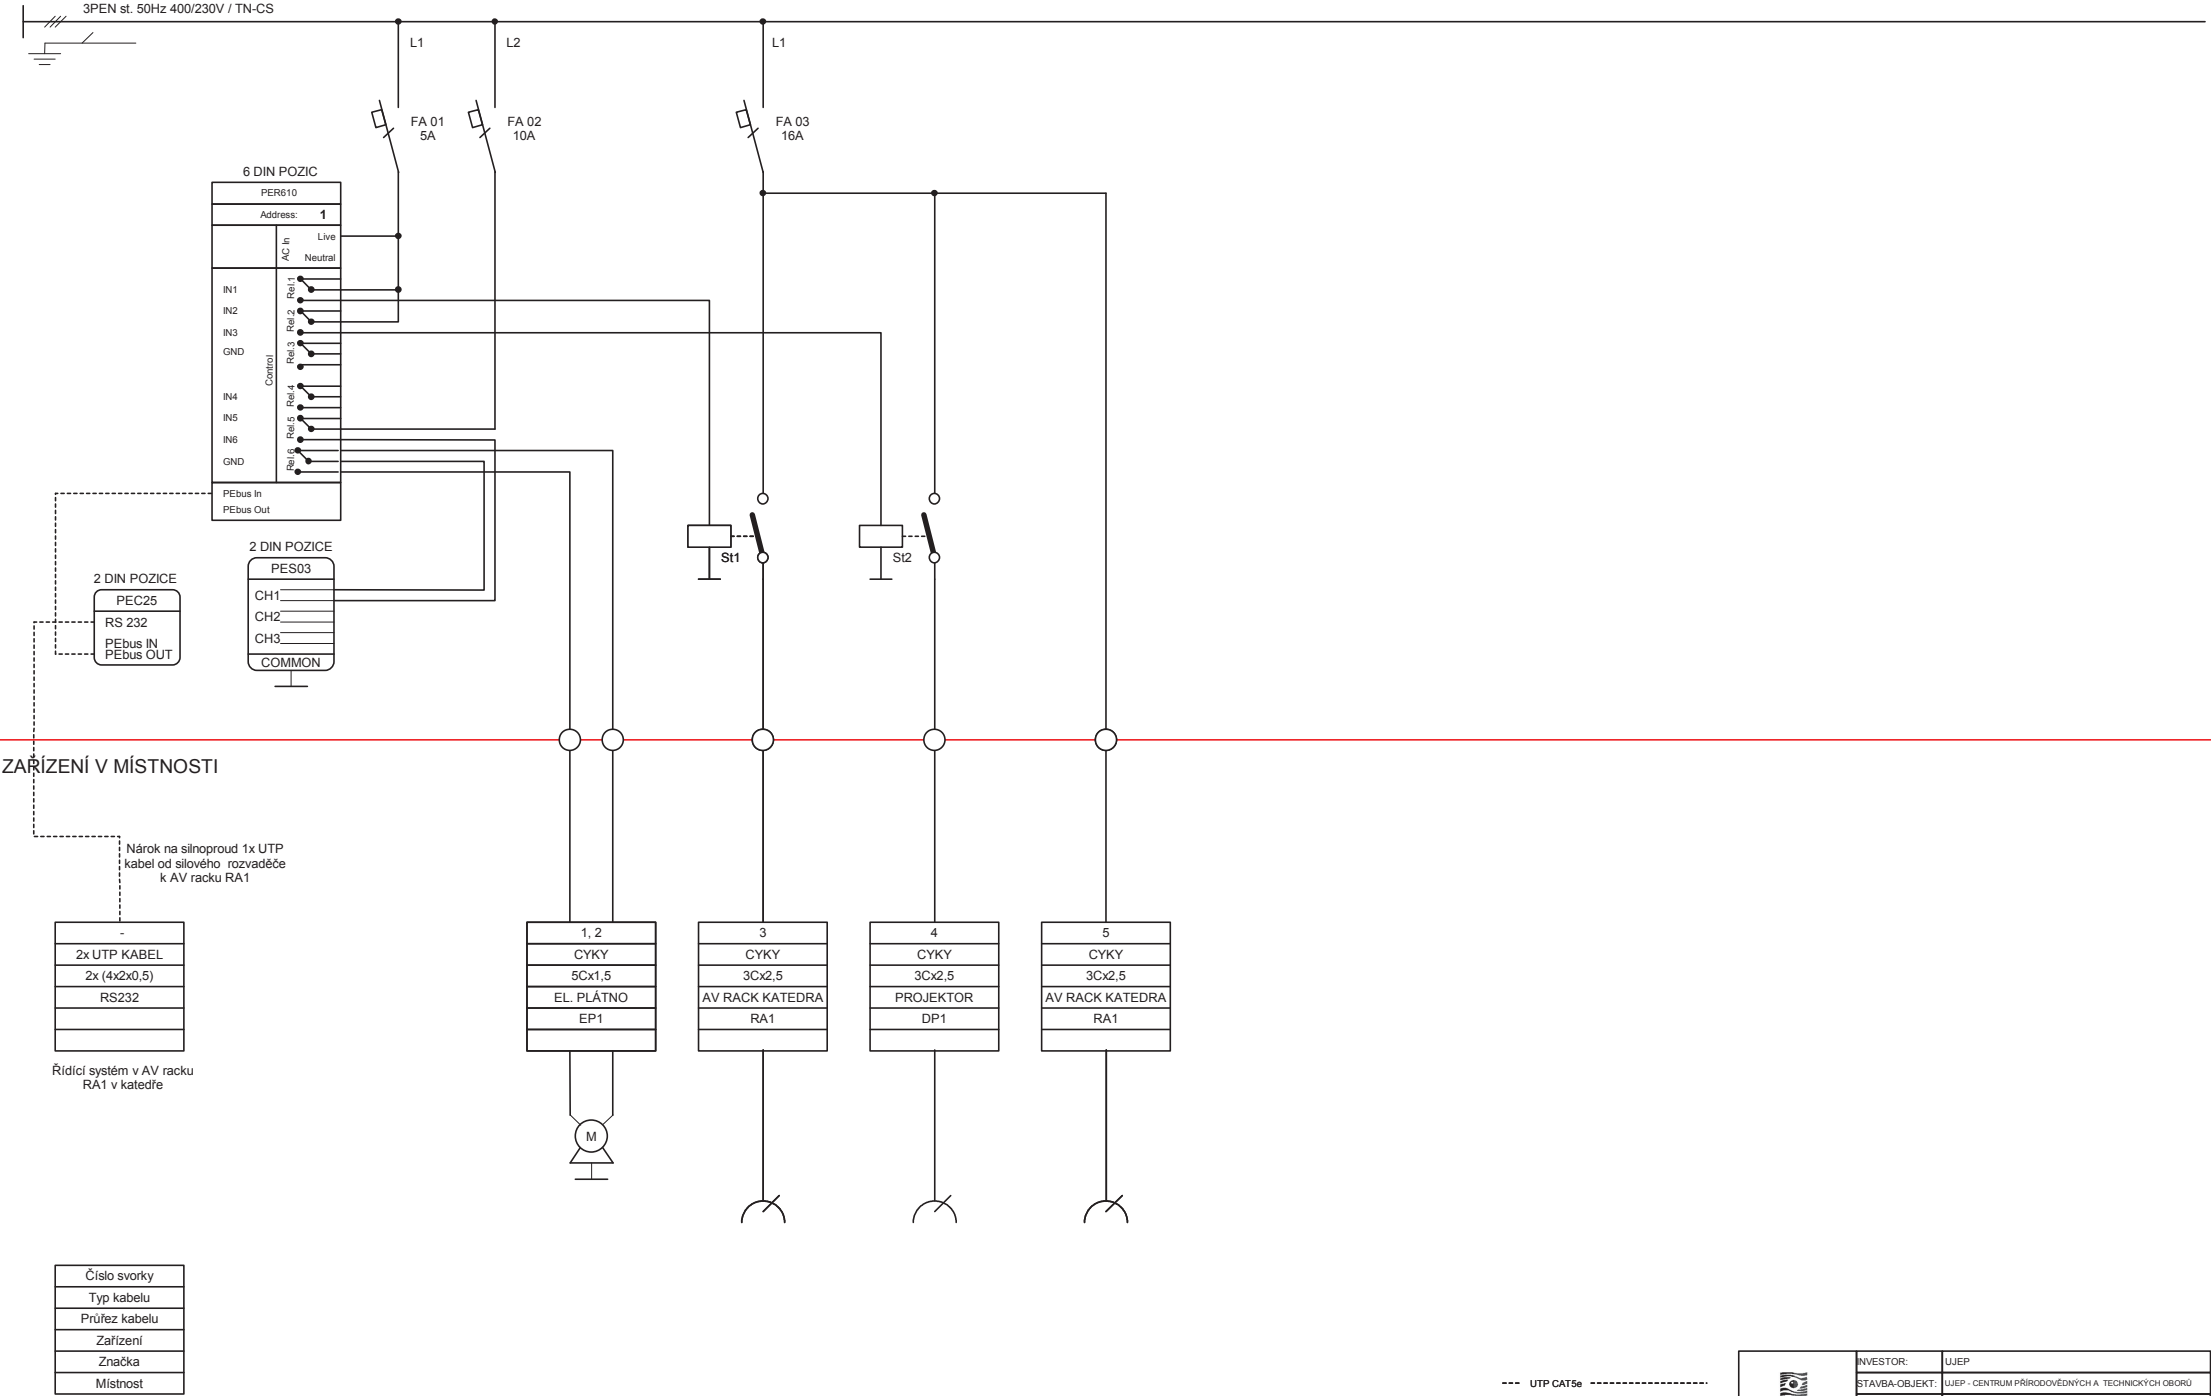 3PEN st. 50Hz 400/230V / TN-CS
L1
L2
L1
FA 01
5A
FA 02
10A
FA 03
16A
6 DIN POZIC
PER610
Address: 1
AC In
Live
Neutral
Control
IN1
IN2
IN3
GND
IN4
IN5
IN6
GND
Rel.1
Rel.2
Rel.3
Rel.4
Rel.5
Rel.6
PEbus In
PEbus Out
2 DIN POZICE
PES03
CH1
CH2
CH3
COMMON
2 DIN POZICE
PEC25
RS 232
PEbus IN
PEbus OUT
St1
St2
ZAŘÍZENÍ V MÍSTNOSTI
Nárok na silnoproud 1x UTP
kabel od silového rozvaděče
k AV racku RA1
-
2x UTP KABEL
2x (4x2x0,5)
RS232
Řídící systém v AV racku
RA1 v katedře
1, 2
CYKY
5Cx1,5
EL. PLÁTNO
EP1
3
CYKY
3Cx2,5
AV RACK KATEDRA
RA1
4
CYKY
3Cx2,5
PROJEKTOR
DP1
5
CYKY
3Cx2,5
AV RACK KATEDRA
RA1
M
Číslo svorky
Typ kabelu
Průřez kabelu
Zařízení
Značka
Místnost
UTP CAT5e
INVESTOR: UJEP
STAVBA-OBJEKT: UJEP - CENTRUM PŘÍRODOVĚDNÝCH A TECHNICKÝCH OBORŮ